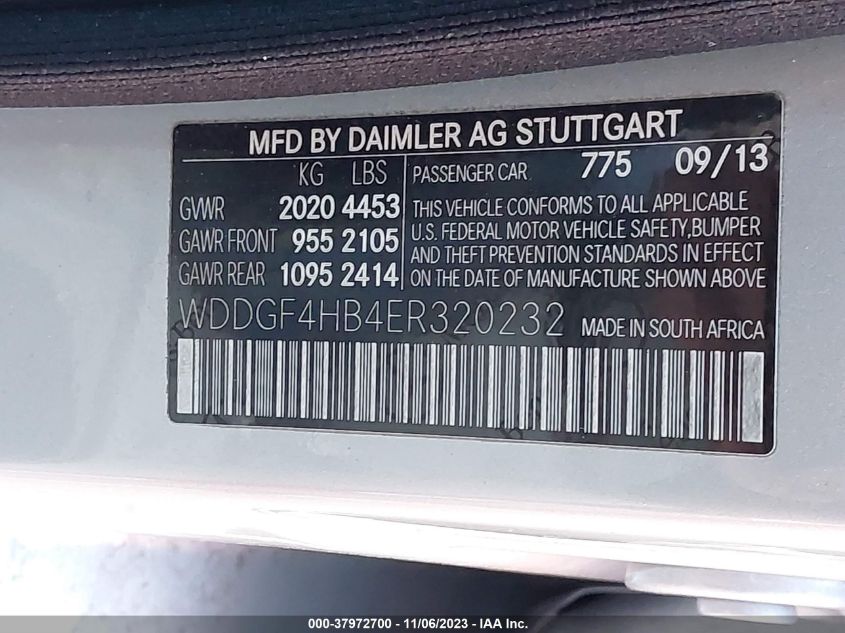 MFD BY DAIMLER AG STUTTGART
KG LBS
GVWR 2020 4453
GAWR FRONT 955 2105
GAWR REAR 1095 2414
PASSENGER CAR 775 09/13
THIS VEHICLE CONFORMS TO ALL APPLICABLE
U.S. FEDERAL MOTOR VEHICLE SAFETY, BUMPER
AND THEFT PREVENTION STANDARDS IN EFFECT
ON THE DATE OF MANUFACTURE SHOWN ABOVE
WDDGF4HB4ER320232 MADE IN SOUTH AFRICA
000-37972700 - 11/06/2023 - IAA Inc.